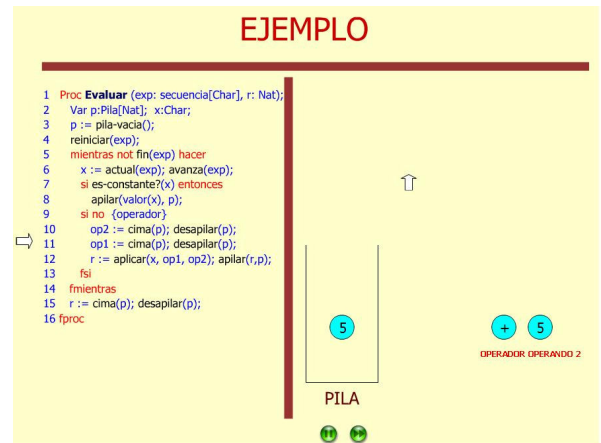 EJEMPLO
1 Proc Evaluar (exp: secuencia[Char], r: Nat);
2 Var p:Pila[Nat]; x:Char;
3 p := pila-vacia();
4 reiniciar(exp);
5 mientras not fin(exp) hacer
6 x := actual(exp); avanza(exp);
7 si es-constante?(x) entonces
8 apilar(valor(x), p);
9 si no {operador}
10 op2 := cima(p); desapilar(p);
11 op1 := cima(p); desapilar(p);
12 r := aplicar(x, op1, op2); apilar(r,p);
13 fsi
14 fmientras
15 r := cima(p); desapilar(p);
16 fproc
5
+ 5
OPERADOR OPERANDO 2
PILA